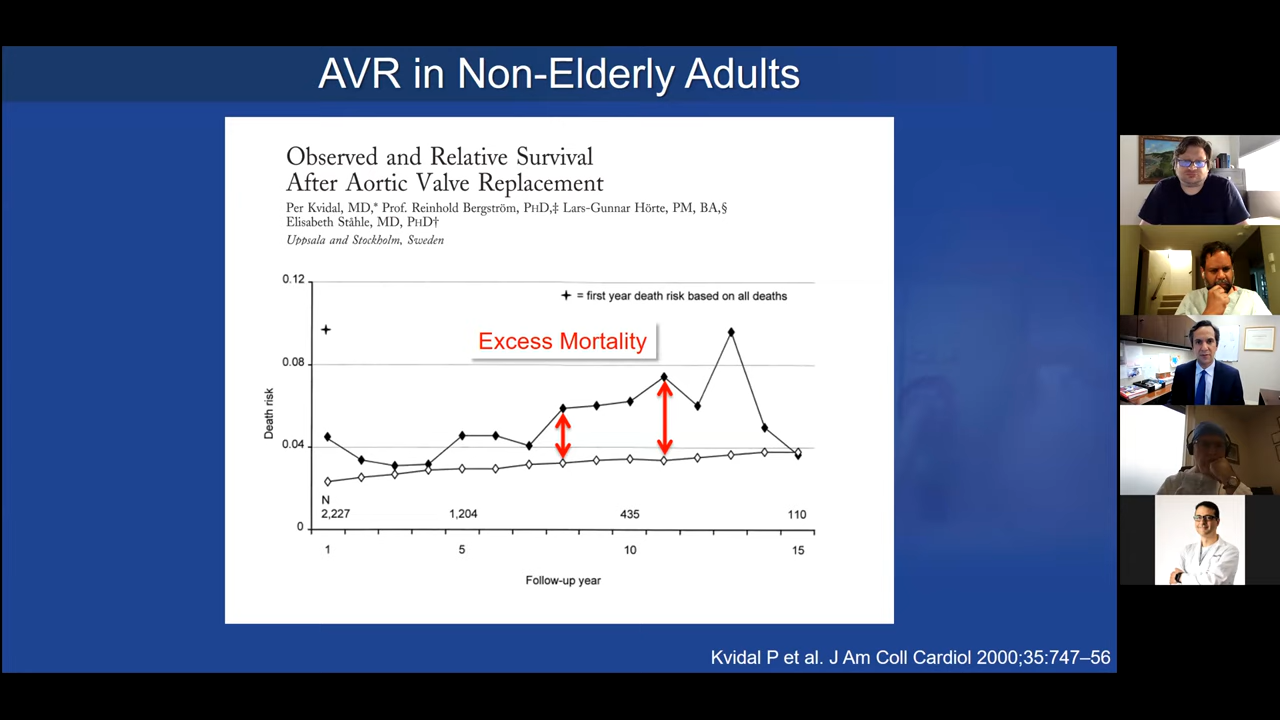 AVR in Non-Elderly Adults
Observed and Relative Survival
After Aortic Valve Replacement
Per Kvidal, MD,* Prof. Reinhold Bergström, PHD,‡ Lars-Gunnar Hörte, PM, BA,§
Elisabeth Ståhle, MD, PHD†
Uppsala and Stockholm, Sweden
0.12
= first year death risk based on all deaths
Excess Mortality
0.08
Death risk
0.04
N
2,227 1,204 435 110
0
1 5 10 15
Follow-up year
Kvidal P et al. J Am Coll Cardiol 2000;35:747–56